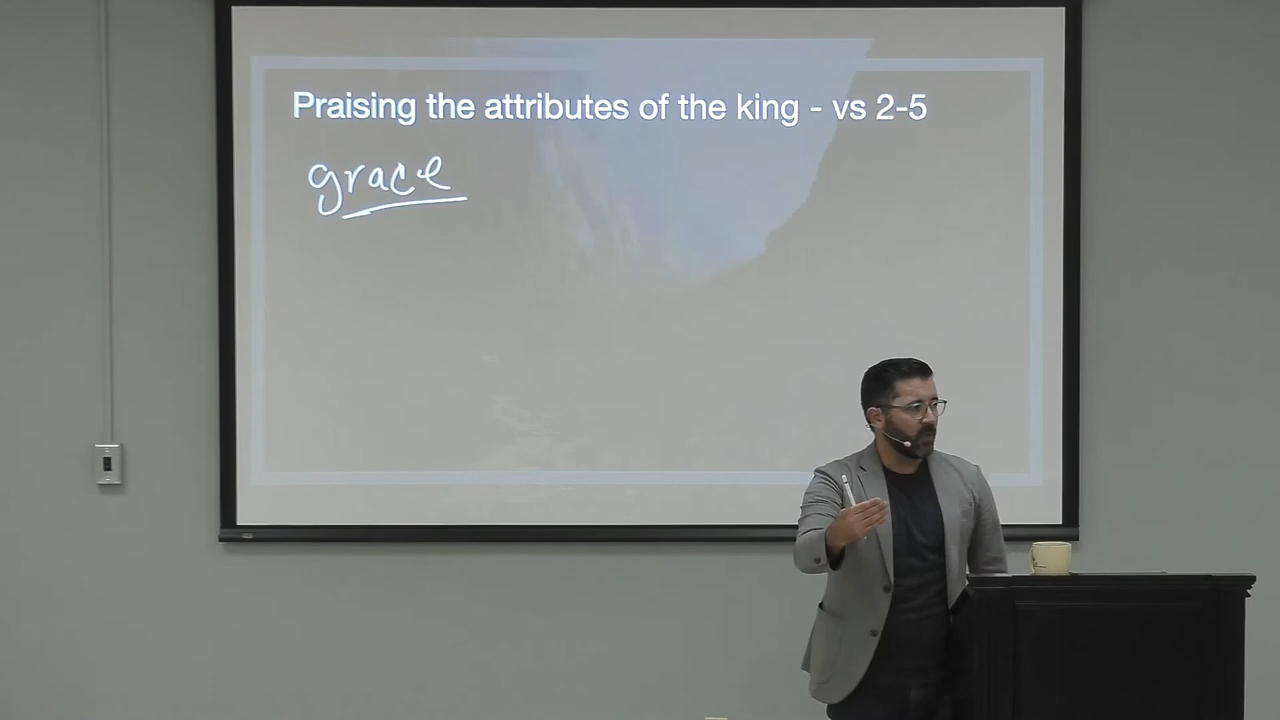 Praising the attributes of the king - vs 2-5
grace